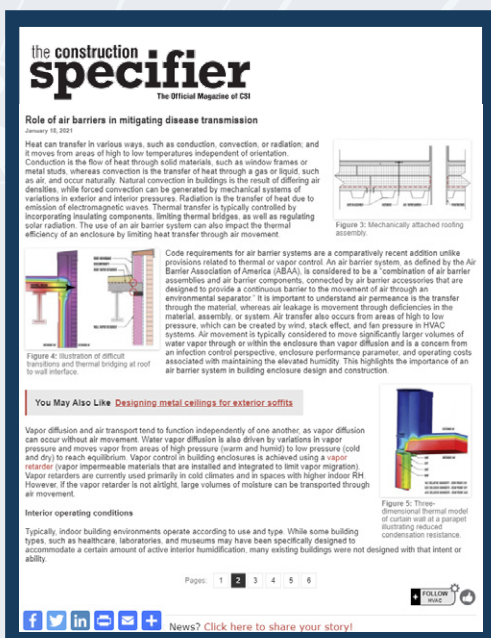 the construction
specifier
The Official Magazine of CSI
Role of air barriers in mitigating disease transmission
January 18, 2021
Heat can transfer in various ways, such as conduction, convection, or radiation; and
it moves from areas of high to low temperatures independent of orientation.
Conduction is the flow of heat through solid materials, such as window frames or
metal studs, whereas convection is the transfer of heat through a gas or liquid, such
as air, and occur naturally. Natural convection in buildings is the result of differing air
densities, while forced convection can be generated by mechanical systems of
variations in exterior and interior pressures. Radiation is the transfer of heat due to
emission of electromagnetic waves. Thermal transfer is typically controlled by
incorporating insulating components, limiting thermal bridges, as well as regulating
solar radiation. The use of an air barrier system can also impact the thermal
efficiency of an enclosure by limiting heat transfer through air movement.
Figure 3: Mechanically attached roofing
assembly.
Code requirements for air barrier systems are a comparatively recent addition unlike
provisions related to thermal or vapor control. An air barrier system, as defined by the Air
Barrier Association of America (ABAA), is considered to be a "combination of air barrier
assemblies and air barrier components, connected by air barrier accessories that are
designed to provide a continuous barrier to the movement of air through an
environmental separator." It is important to understand air permeance is the transfer
through the material, whereas air leakage is movement through deficiencies in the
material, assembly, or system. Air transfer also occurs from areas of high to low
pressure, which can be created by wind, stack effect, and fan pressure in HVAC
systems. Air movement is typically considered to move significantly larger volumes of
water vapor through or within the enclosure than vapor diffusion and is a concern from
an infection control perspective, enclosure performance parameter, and operating costs
associated with maintaining the elevated humidity. This highlights the importance of an
air barrier system in building enclosure design and construction.
Figure 4: Illustration of difficult
transitions and thermal bridging at roof
to wall interface.
You May Also Like Designing metal ceilings for exterior soffits
Vapor diffusion and air transport tend to function independently of one another, as vapor diffusion
can occur without air movement. Water vapor diffusion is also driven by variations in vapor
pressure and moves vapor from areas of high pressure (warm and humid) to low pressure (cold
and dry) to reach equilibrium. Vapor control in building enclosures is achieved using a vapor
retarder (vapor impermeable materials that are installed and integrated to limit vapor migration).
Vapor retarders are currently used primarily in cold climates and in spaces with higher indoor RH.
However, if the vapor retarder is not airtight, large volumes of moisture can be transported through
air movement.
Figure 5: Three-
dimensional thermal model
of curtain wall at a parapet
illustrating reduced
condensation resistance.
Interior operating conditions
Typically, indoor building environments operate according to use and type. While some building
types, such as healthcare, laboratories, and museums may have been specifically designed to
accommodate a certain amount of active interior humidification, many existing buildings were not designed with that intent or
ability.
Pages: 1 2 3 4 5 6
FOLLOW
HVAC
News? Click here to share your story!